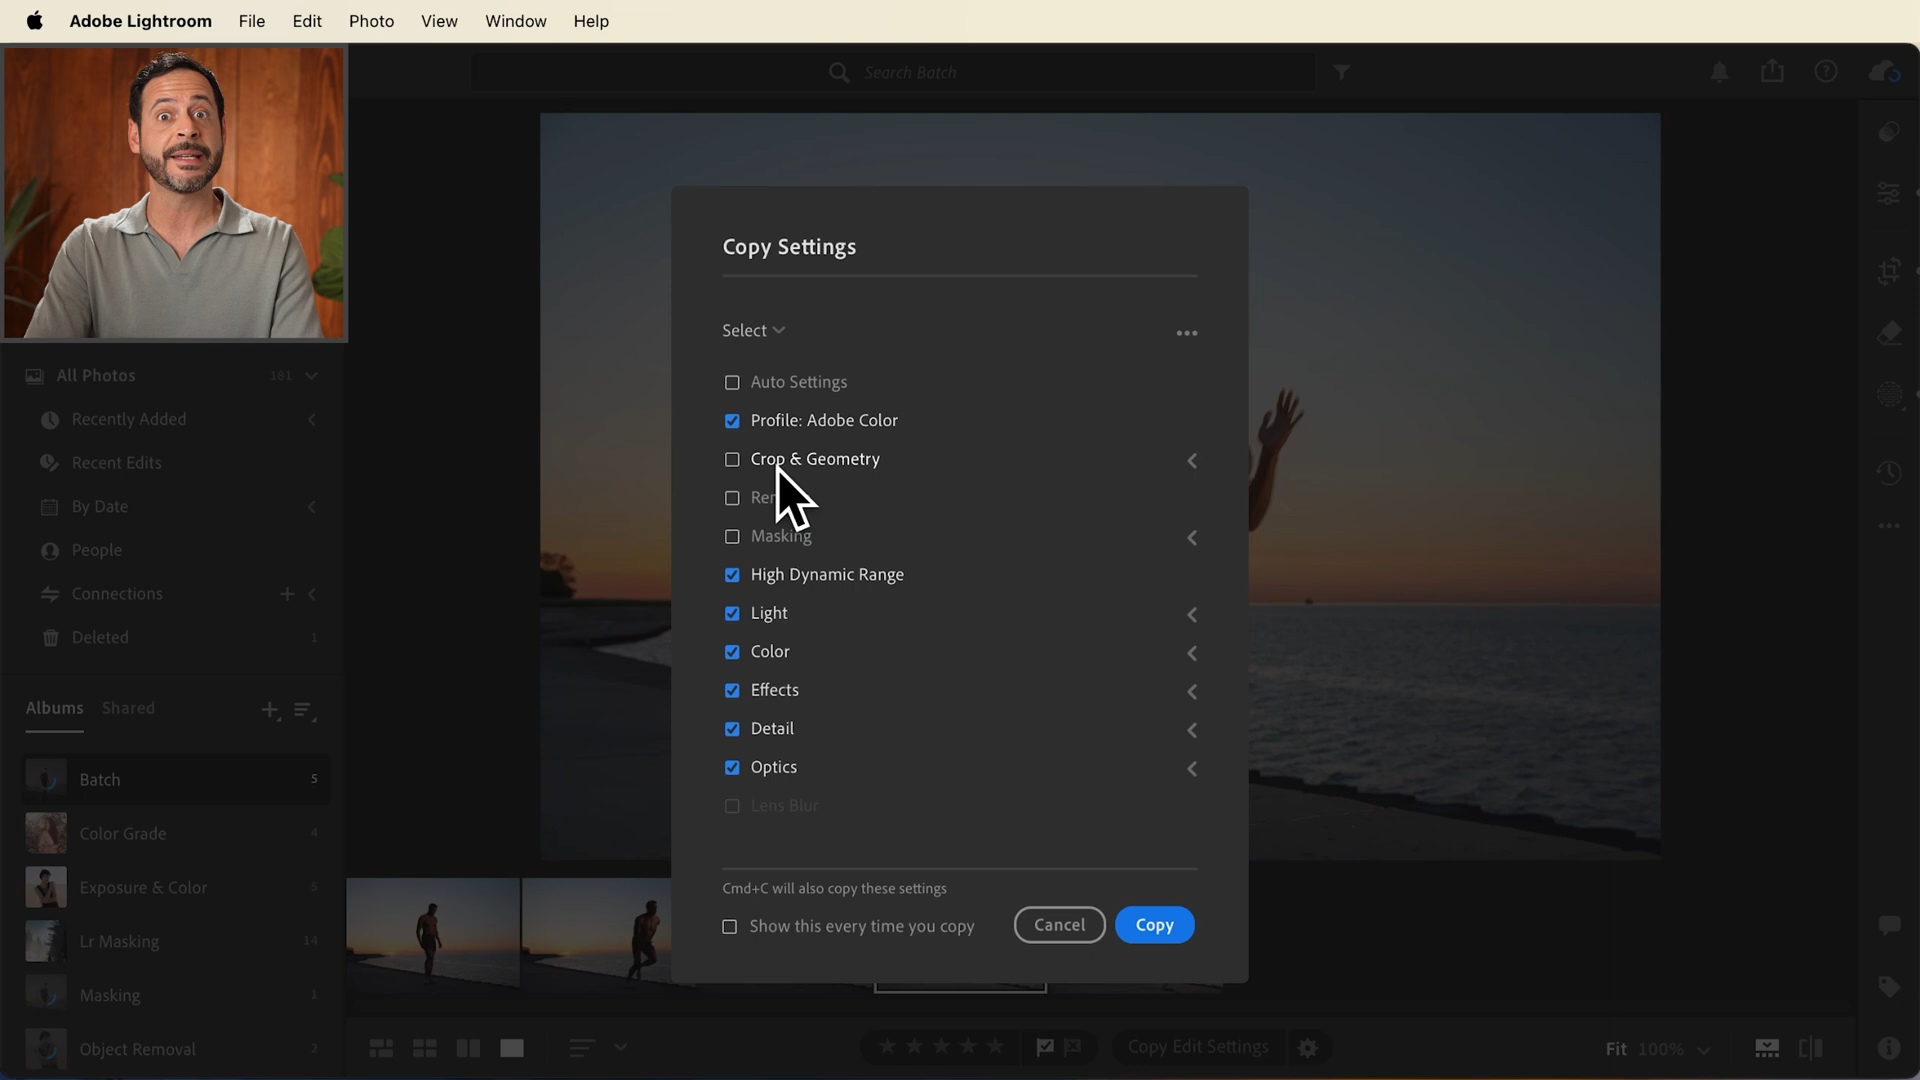 Adobe Lightroom File Edit Photo View Window Help
Search Batch
All Photos 181
Recently Added
Recent Edits
By Date
People
Connections
Deleted 1
Albums Shared
Batch 5
Color Grade 4
Exposure & Color 5
Lr Masking 14
Masking 1
Object Removal 2
Copy Settings
Select
Auto Settings
Profile: Adobe Color
Crop & Geometry
Masking
High Dynamic Range
Light
Color
Effects
Detail
Optics
Lens Blur
Cmd+C will also copy these settings
Show this every time you copy Cancel Copy
Copy Edit Settings
Fit 100%